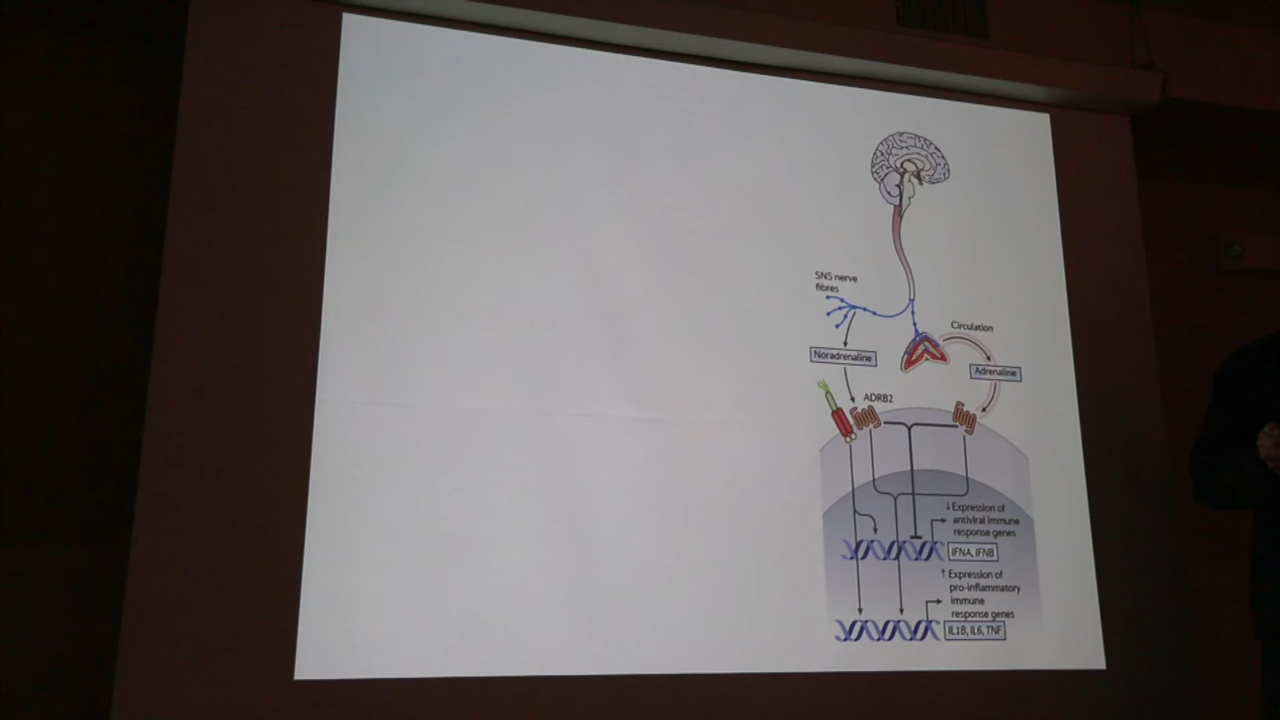 SNS nerve
fibres
Circulation
Noradrenaline
Adrenaline
ADRB2
↓ Expression of
antiviral immune
response genes
IFNA, IFNB
↑ Expression of
pro-inflammatory
immune
response genes
IL1B, IL6, TNF